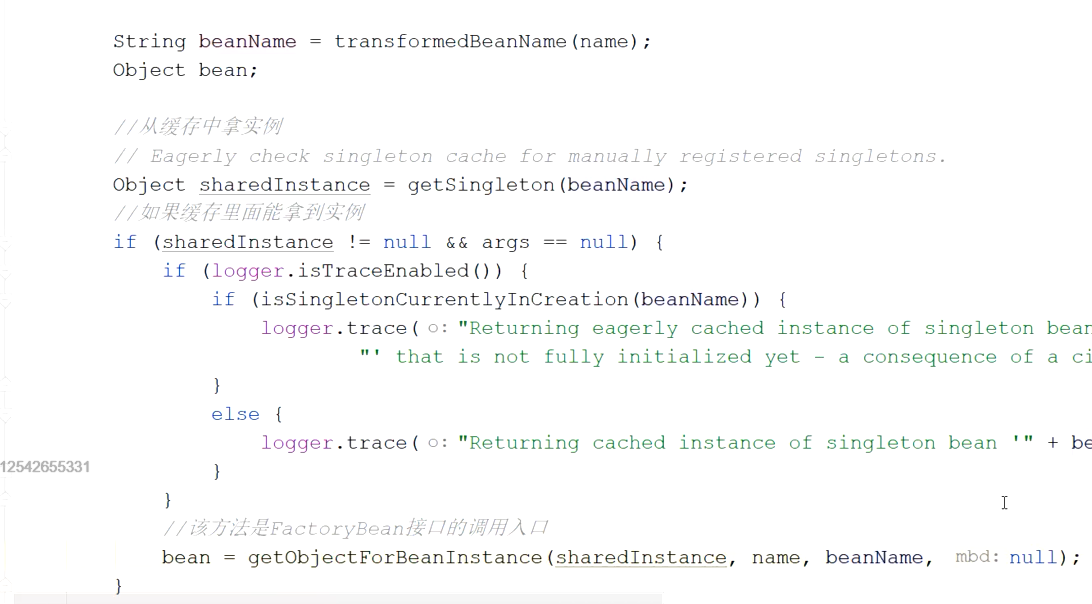 String beanName = transformedBeanName(name);
Object bean;
//从缓存中拿实例
// Eagerly check singleton cache for manually registered singletons.
Object sharedInstance = getSingleton(beanName);
//如果缓存里面能拿到实例
if (sharedInstance != null && args == null) {
if (logger.isTraceEnabled()) {
if (isSingletonCurrentlyInCreation(beanName)) {
logger.trace( o: "Returning eagerly cached instance of singleton bean
"' that is not fully initialized yet - a consequence of a ci
}
else {
logger.trace( o: "Returning cached instance of singleton bean '" + be
12542655331
}
}
//该方法是FactoryBean接口的调用入口
bean = getObjectForBeanInstance(sharedInstance, name, beanName, mbd: null);
}